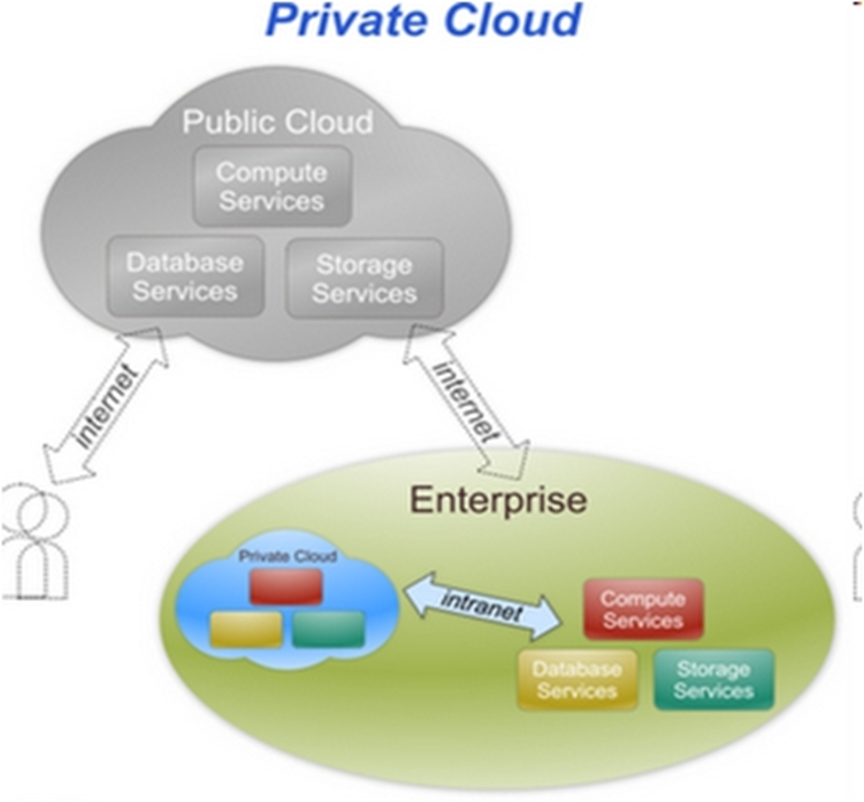 Private Cloud
Public Cloud
Compute
Services
Database
Services
Storage
Services
internet
internet
Enterprise
Private Cloud
intranet
Compute
Services
Database
Services
Storage
Services